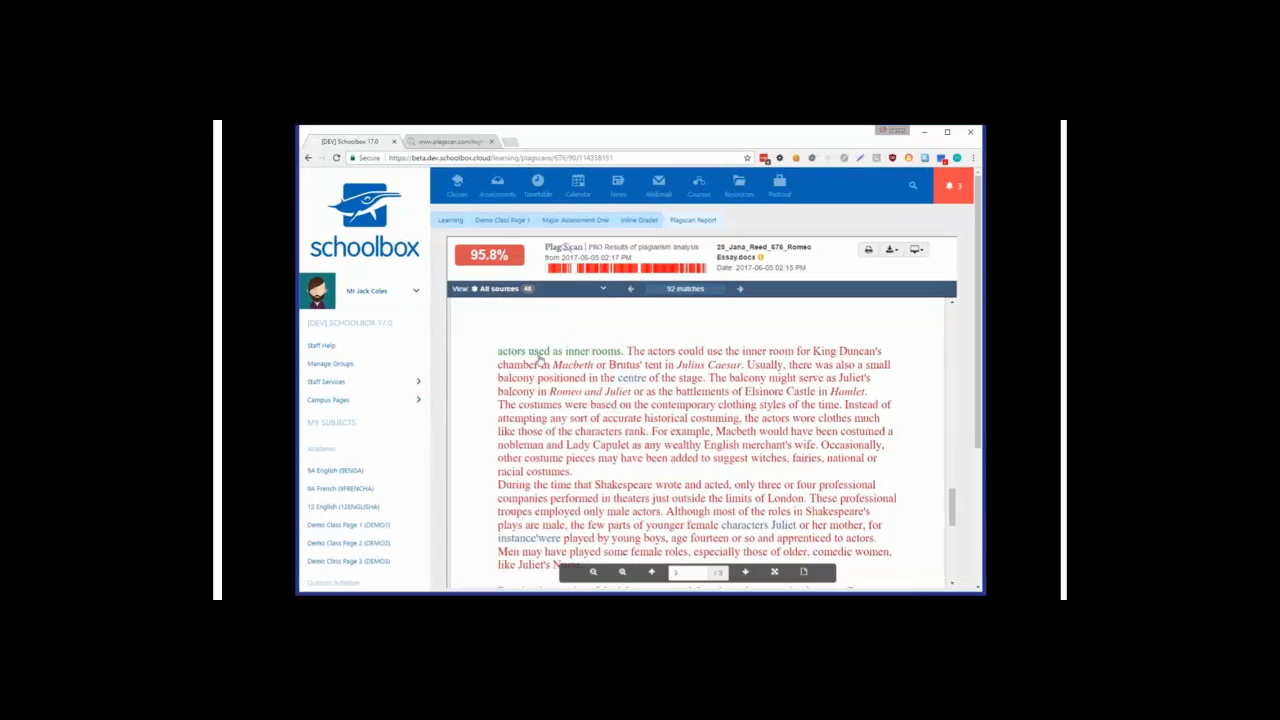 [DEV] Schoolbox 17.0
www.plagscan.com/high
Secure
https://beta.dev.schoolbox.cloud/learning/plagscans/676/90/114358151
schoolbox
Classes
Assessments
Timetable
Calendar
News
Webmail
Courses
Resources
Pastoral
3
Learning
Demo Class Page 1
Major Assessment One
Inline Grader
Plagscan Report
95.8%
PlagScan | PRO Results of plagiarism analysis
from 2017-06-05 02:17 PM
25_Jana_Reed_676_Romeo
Essay.docx
Date: 2017-06-05 02:15 PM
View All sources 48
92 matches
Mr Jack Coles
[DEV] SCHOOLBOX 17.0
Staff Help
Manage Groups
Staff Services
Campus Pages
MY SUBJECTS
Academic
9A English (9ENGA)
9A French (9FRENCHA)
12 English (12ENGLISHA)
Demo Class Page 1 (DEMO1)
Demo Class Page 2 (DEMO2)
Demo Class Page 3 (DEMO3)
actors used as inner rooms. The actors could use the inner room for King Duncan's
chamber in Macbeth or Brutus' tent in Julius Caesar. Usually, there was also a small
balcony positioned in the centre of the stage. The balcony might serve as Juliet's
balcony in Romeo and Juliet or as the battlements of Elsinore Castle in Hamlet.
The costumes were based on the contemporary clothing styles of the time. Instead of
attempting any sort of accurate historical costuming, the actors wore clothes much
like those of the characters rank. For example, Macbeth would have been costumed a
nobleman and Lady Capulet as any wealthy English merchant's wife. Occasionally,
other costume pieces may have been added to suggest witches, fairies, national or
racial costumes.
During the time that Shakespeare wrote and acted, only three or four professional
companies performed in theaters just outside the limits of London. These professional
troupes employed only male actors. Although most of the roles in Shakespeare's
plays are male, the few parts of younger female characters Juliet or her mother, for
instance'were played by young boys, age fourteen or so and apprenticed to actors.
Men may have played some female roles, especially those of older, comedic women,
like Juliet's Nurse.
3 / 3